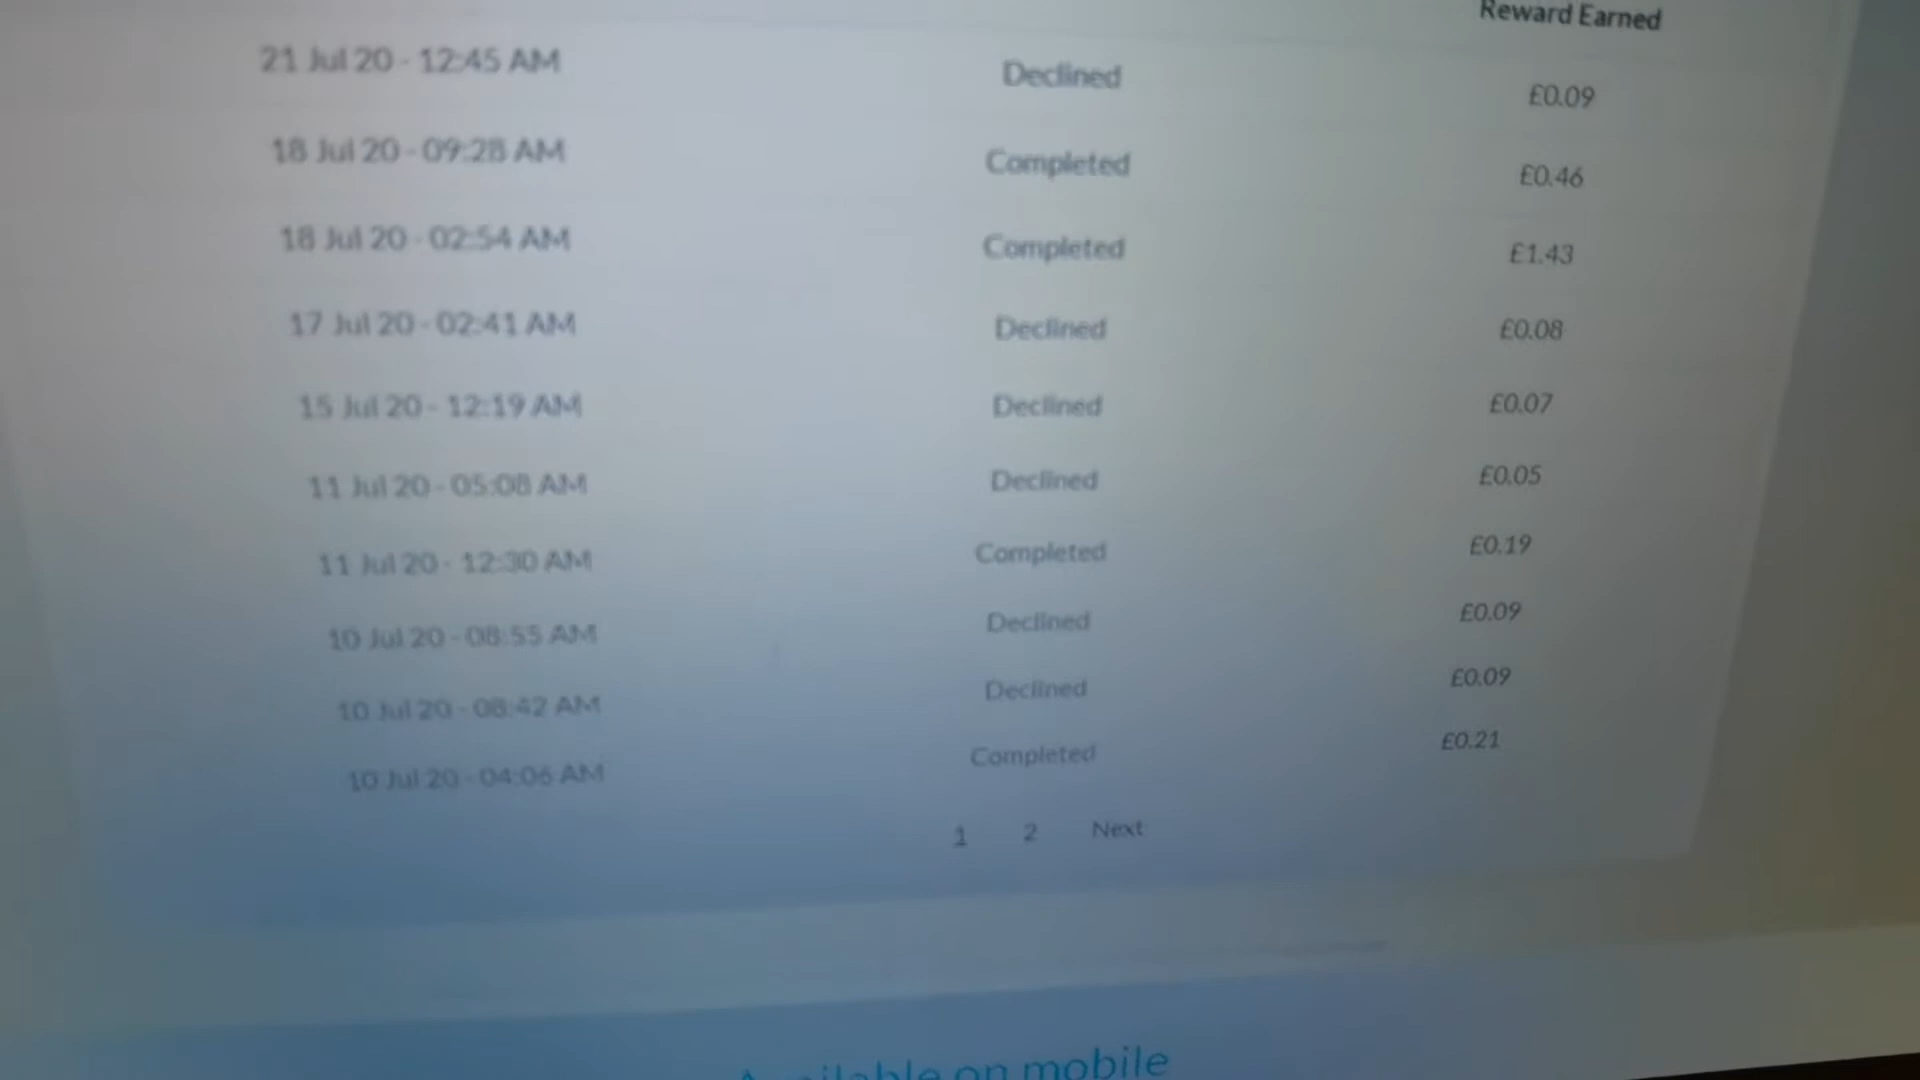 Reward Earned
21 Jul 20 - 12:45 AM Declined £0.09
18 Jul 20 - 09:28 AM Completed £0.46
18 Jul 20 - 02:54 AM Completed £1.43
17 Jul 20 - 02:41 AM Declined £0.08
15 Jul 20 - 12:19 AM Declined £0.07
11 Jul 20 - 05:08 AM Declined £0.05
11 Jul 20 - 12:30 AM Completed £0.19
10 Jul 20 - 08:55 AM Declined £0.09
10 Jul 20 - 08:42 AM Declined £0.09
10 Jul 20 - 04:06 AM Completed £0.21
1 2 Next
Available on mobile